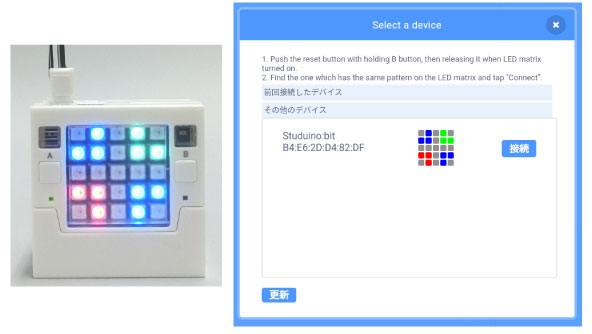 A
B
Select a device
1. Push the reset button with holding B button, then releasing it when LED matrix
turned on.
2. Find the one which has the same pattern on the LED matrix and tap "Connect".
前回接続したデバイス
その他のデバイス
Studuino:bit
B4:E6:2D:D4:82:DF
接続
更新